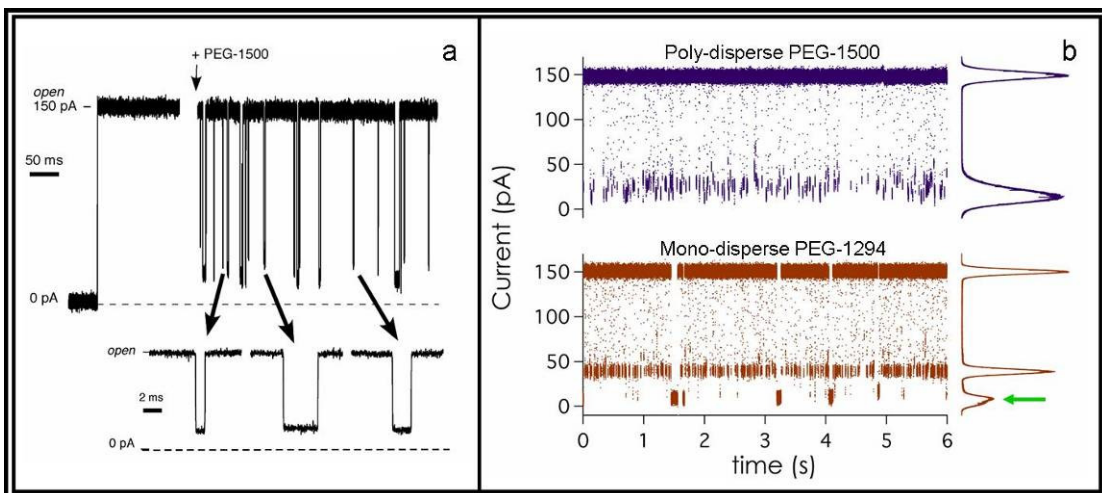 a
+ PEG-1500
open
150 pA
50 ms
0 pA
open
2 ms
0 pA
b
Poly-disperse PEG-1500
150
100
50
0
Mono-disperse PEG-1294
150
100
50
0
Current (pA)
0 1 2 3 4 5 6
time (s)